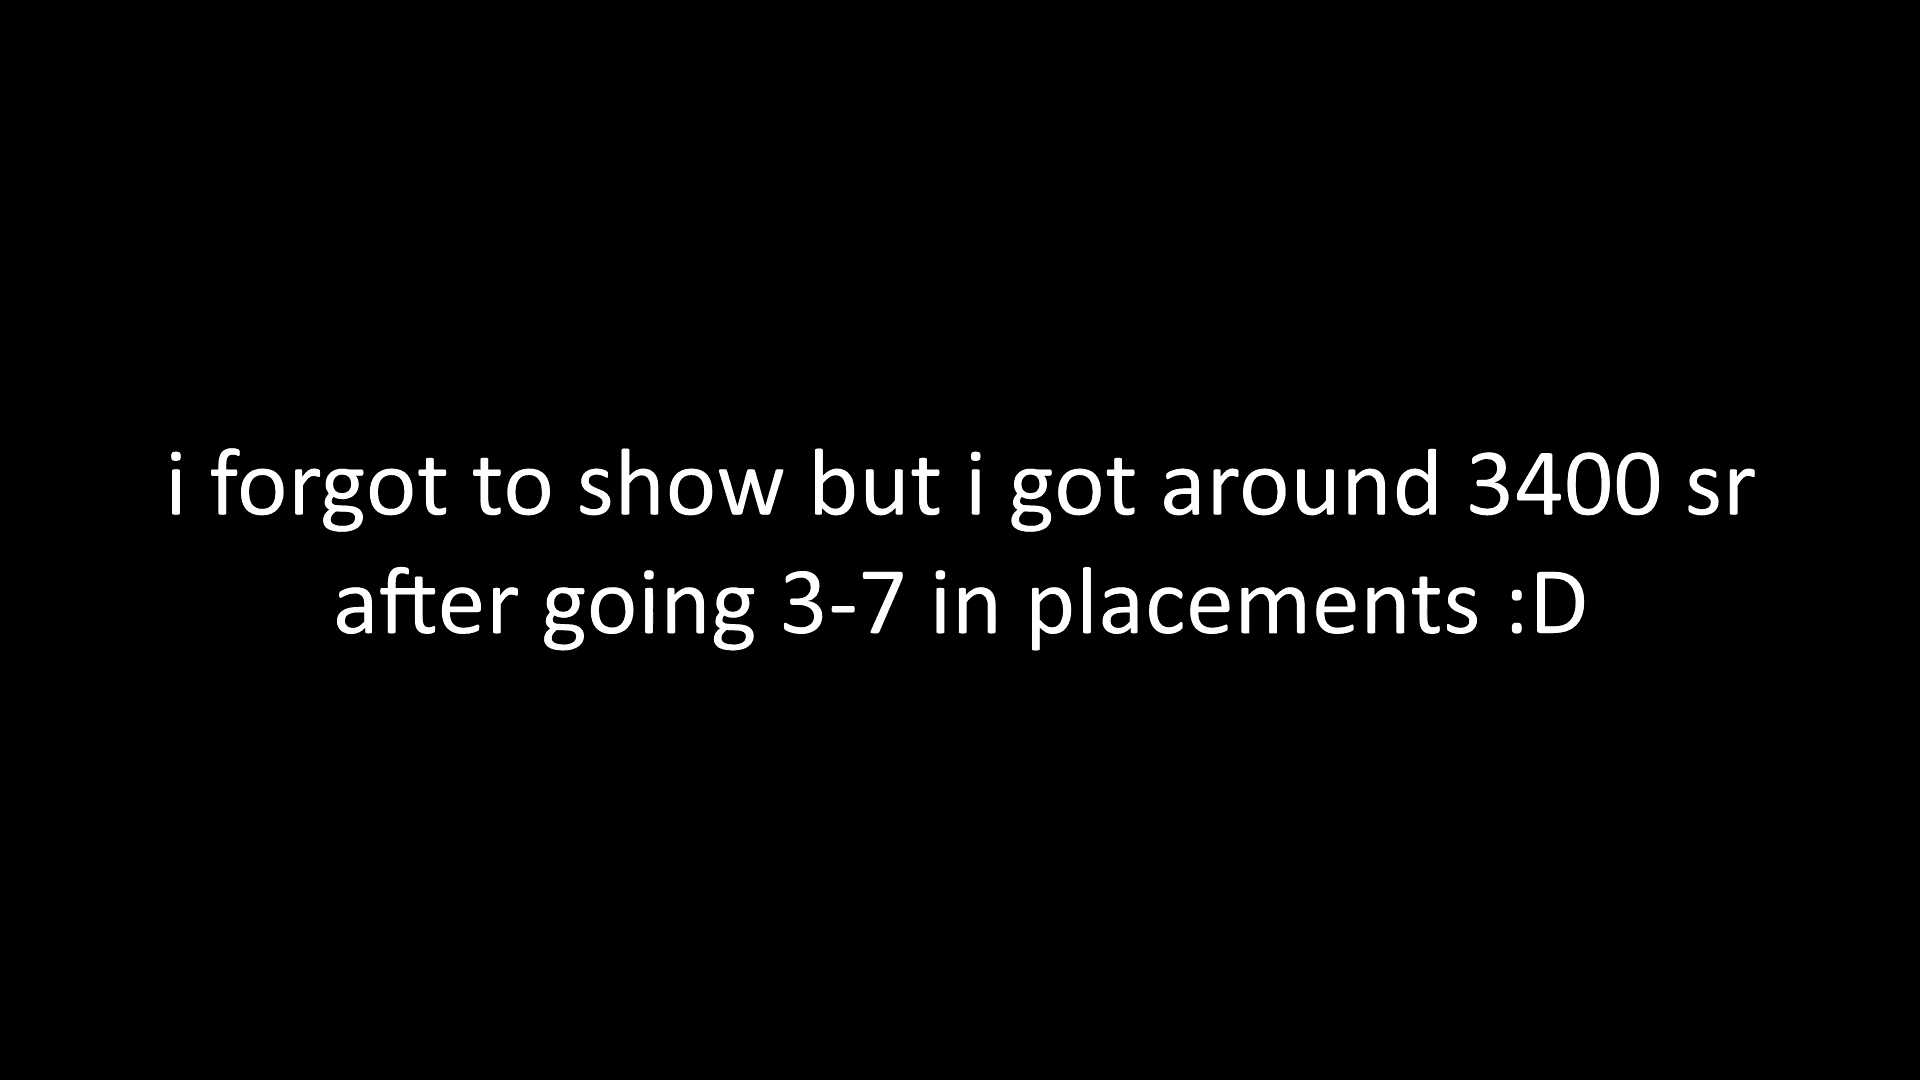 i forgot to show but i got around 3400 sr
after going 3-7 in placements :D